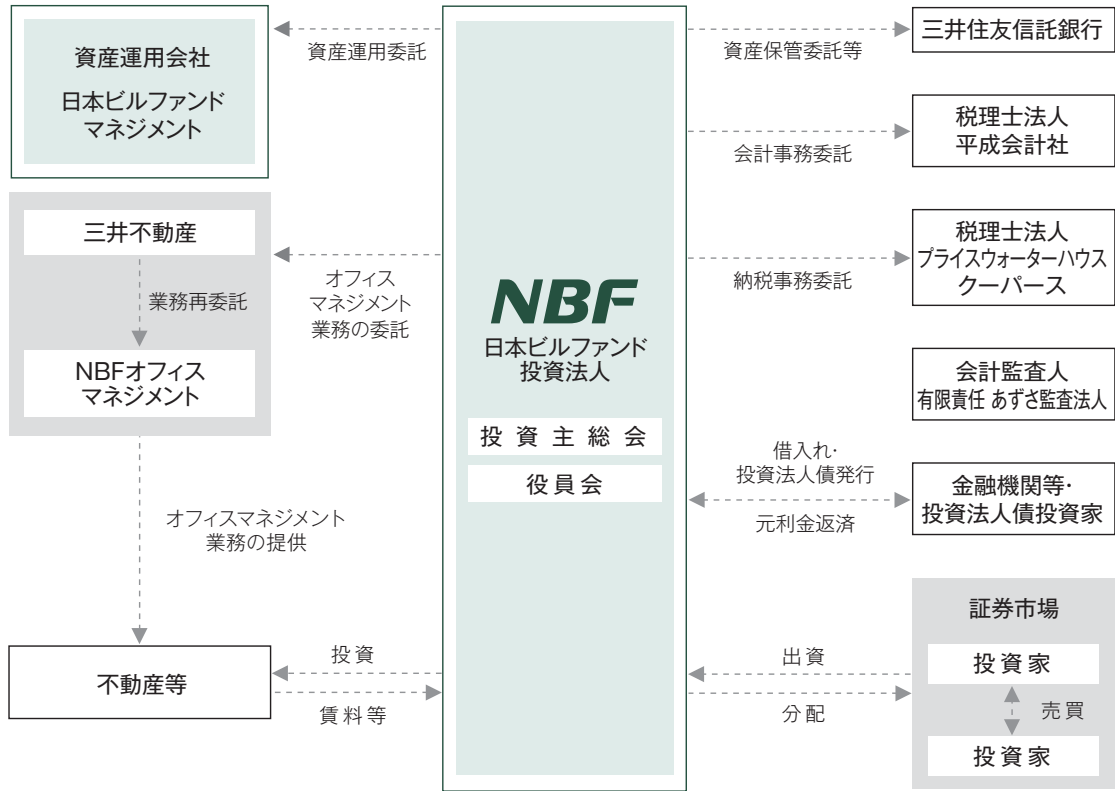 資産運用会社
日本ビルファンド
マネジメント
資産運用委託
三井不動産
業務再委託
NBFオフィス
マネジメント
オフィス
マネジメント
業務の委託
オフィスマネジメント
業務の提供
不動産等
投資
賃料等
NBF
日本ビルファンド
投資法人
投資主総会
役員会
資産保管委託等
三井住友信託銀行
会計事務委託
税理士法人
平成会計社
納税事務委託
税理士法人
プライスウォーターハウス
クーパース
会計監査人
有限責任 あずさ監査法人
借入れ・
投資法人債発行
元利金返済
金融機関等・
投資法人債投資家
出資
分配
証券市場
投資家
売買
投資家